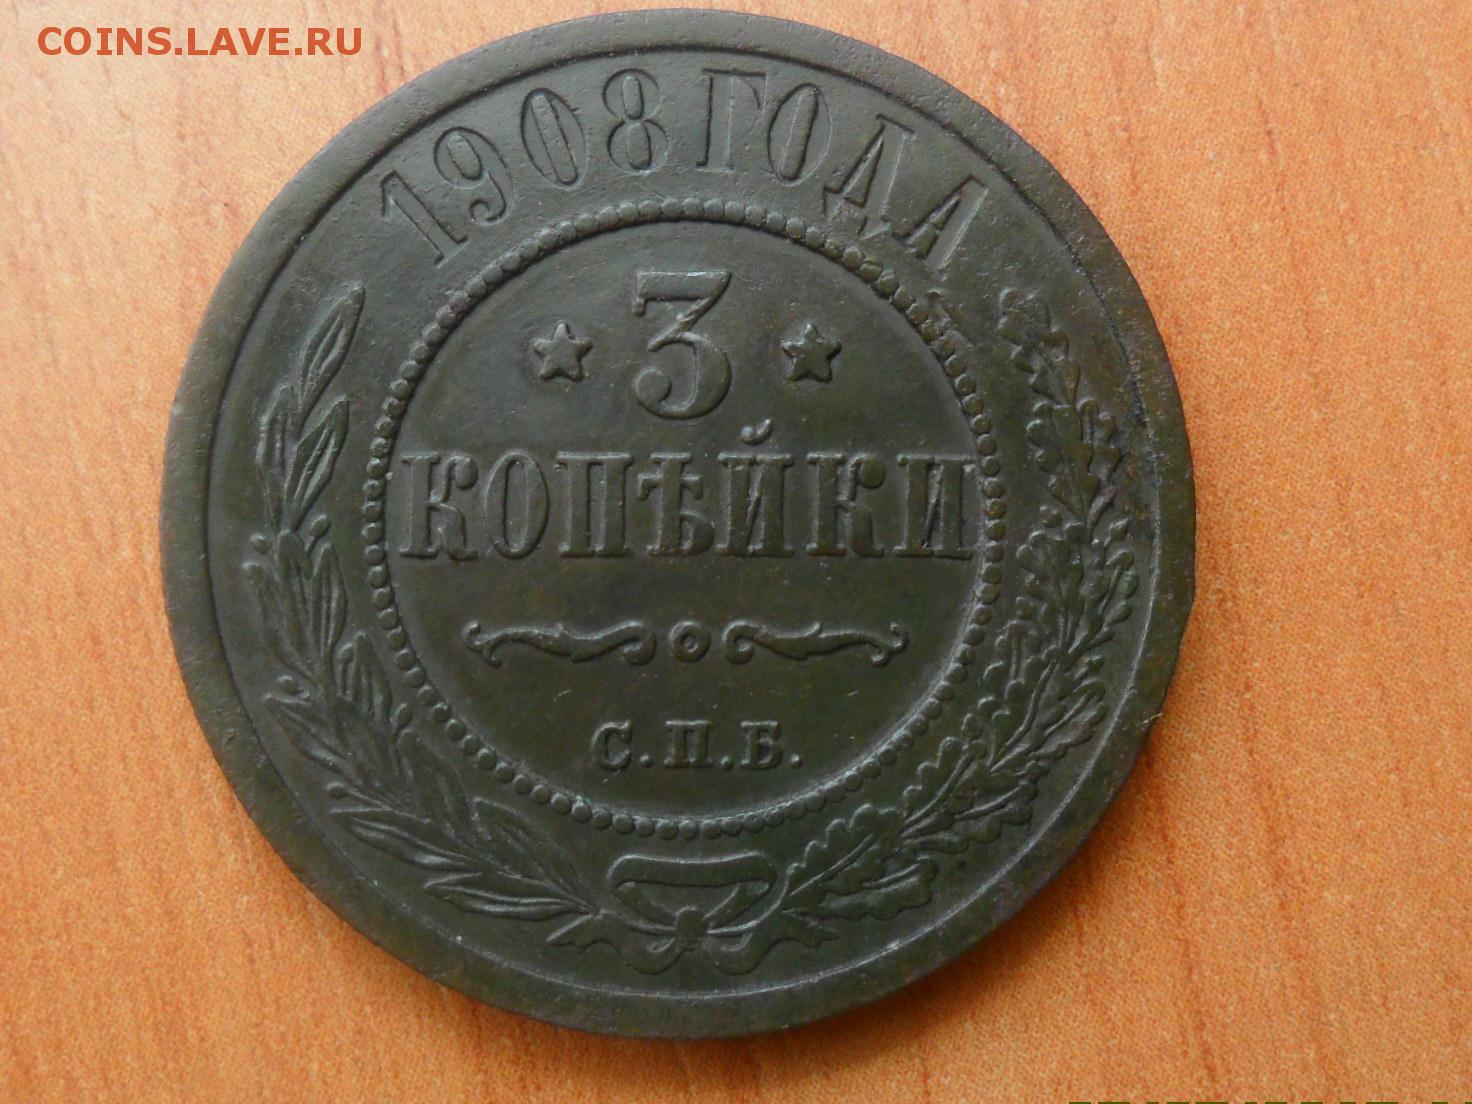 COINS.LAVE.RU
1908 ГОДА
3
КОПѢЙКИ
С.П.Б.